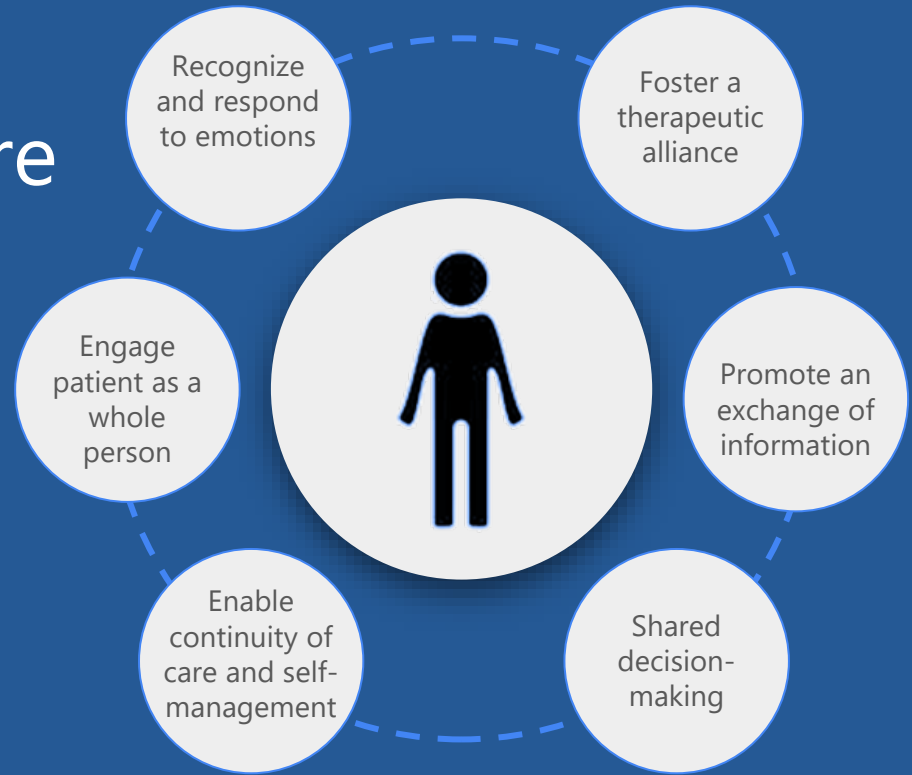 re
Recognize
and respond
to emotions
Foster a
therapeutic
alliance
Engage
patient as a
whole
person
Promote an
exchange of
information
Enable
continuity of
care and self-
management
Shared
decision-
making